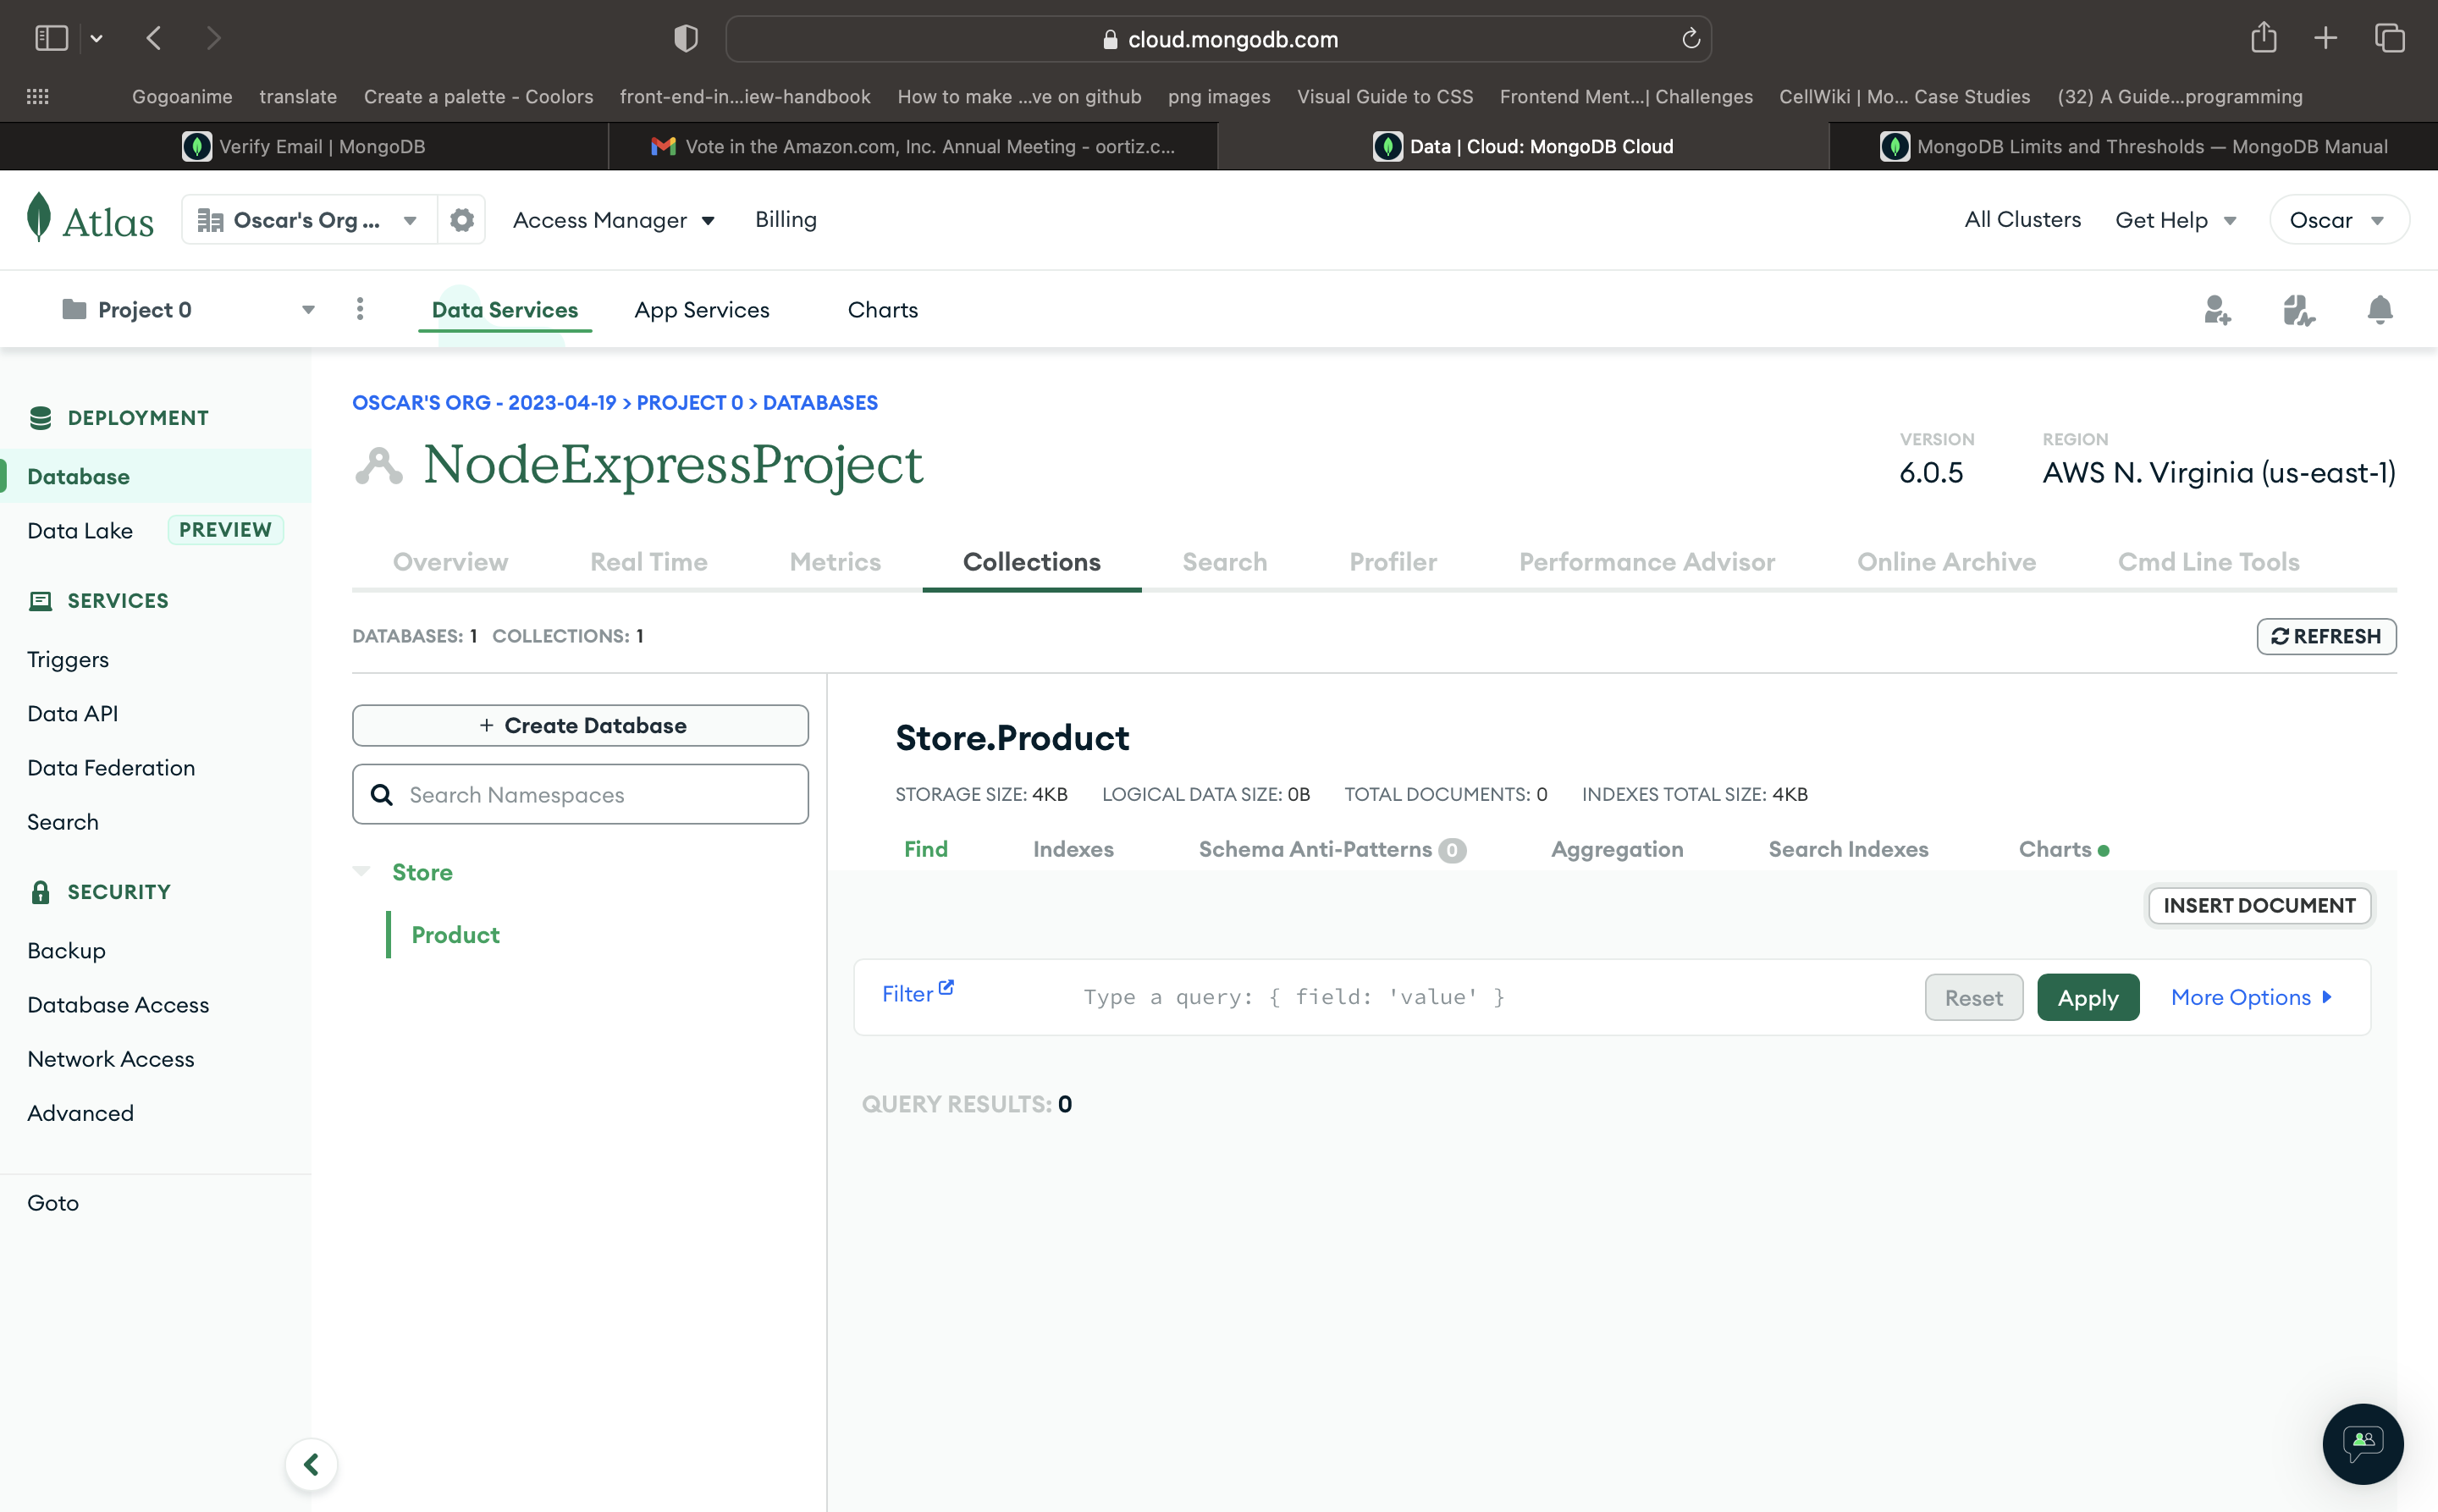 cloud.mongodb.com
Gogoanime translate Create a palette - Coolors front-end-in...iew-handbook How to make ...ve on github png images Visual Guide to CSS Frontend Ment...| Challenges CellWiki | Mo... Case Studies (32) A Guide...programming
Verify Email | MongoDB Vote in the Amazon.com, Inc. Annual Meeting - oortiz.c... Data | Cloud: MongoDB Cloud MongoDB Limits and Thresholds — MongoDB Manual
Atlas Oscar's Org ... Access Manager Billing All Clusters Get Help Oscar
Project 0 Data Services App Services Charts
DEPLOYMENT
Database
Data Lake PREVIEW
SERVICES
Triggers
Data API
Data Federation
Search
SECURITY
Backup
Database Access
Network Access
Advanced
Goto
OSCAR'S ORG - 2023-04-19 > PROJECT 0 > DATABASES
NodeExpressProject
VERSION
6.0.5
REGION
AWS N. Virginia (us-east-1)
Overview Real Time Metrics Collections Search Profiler Performance Advisor Online Archive Cmd Line Tools
DATABASES: 1 COLLECTIONS: 1
REFRESH
+ Create Database
Search Namespaces
Store
Product
Store.Product
STORAGE SIZE: 4KB LOGICAL DATA SIZE: 0B TOTAL DOCUMENTS: 0 INDEXES TOTAL SIZE: 4KB
Find Indexes Schema Anti-Patterns 0 Aggregation Search Indexes Charts
INSERT DOCUMENT
Filter Type a query: { field: 'value' } Reset Apply More Options
QUERY RESULTS: 0